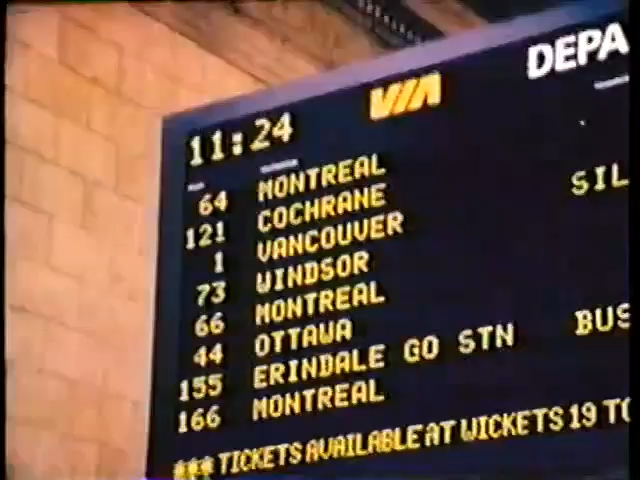 VIA DEPA
11:24
64 MONTREAL
121 COCHRANE
1 VANCOUVER SIL
73 WINDSOR
66 MONTREAL
44 OTTAWA
155 ERINDALE GO STN BUS
166 MONTREAL
*** TICKETS AVAILABLE AT WICKETS 19 TO